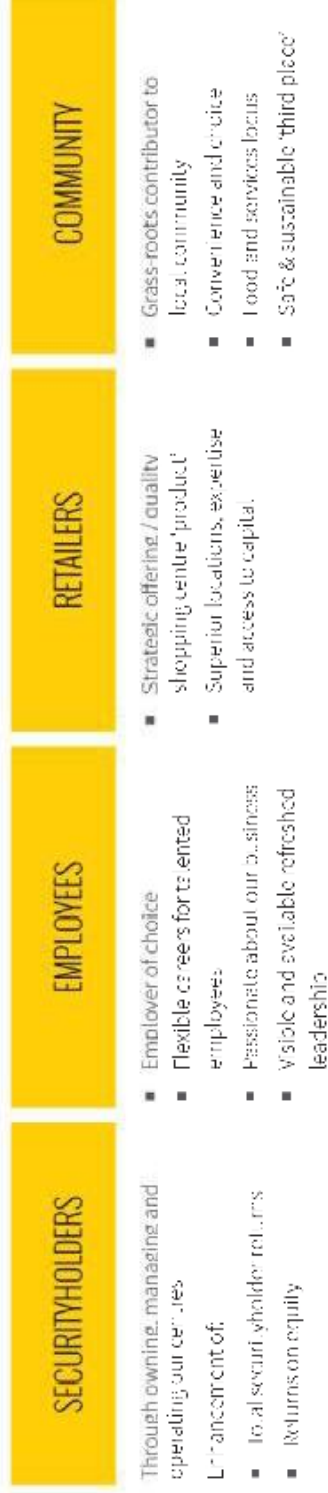 SECURITYHOLDERS
Through owning, managing and
operating our centres
Enhancement of:
▪ Total securityholder returns
▪ Returns on equity
EMPLOYEES
▪ Employer of choice
▪ Flexible careers for talented
employees
▪ Passionate about our business
▪ Visible and available refreshed
leadership
RETAILERS
▪ Strategic offering / quality
shopping centre 'product'
▪ Superior locations, expertise
and access to capital
COMMUNITY
▪ Grass-roots contributor to
local community
▪ Convenience and choice
▪ Food and services focus
▪ Safe & sustainable 'third place'